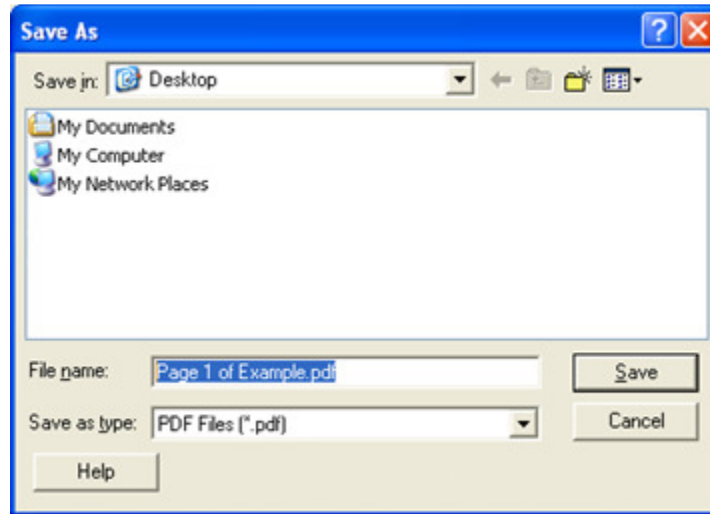 Save As
Save in: Desktop
My Documents
My Computer
My Network Places
File name: Page 1 of Example.pdf Save
Save as type: PDF Files (*.pdf) Cancel
Help